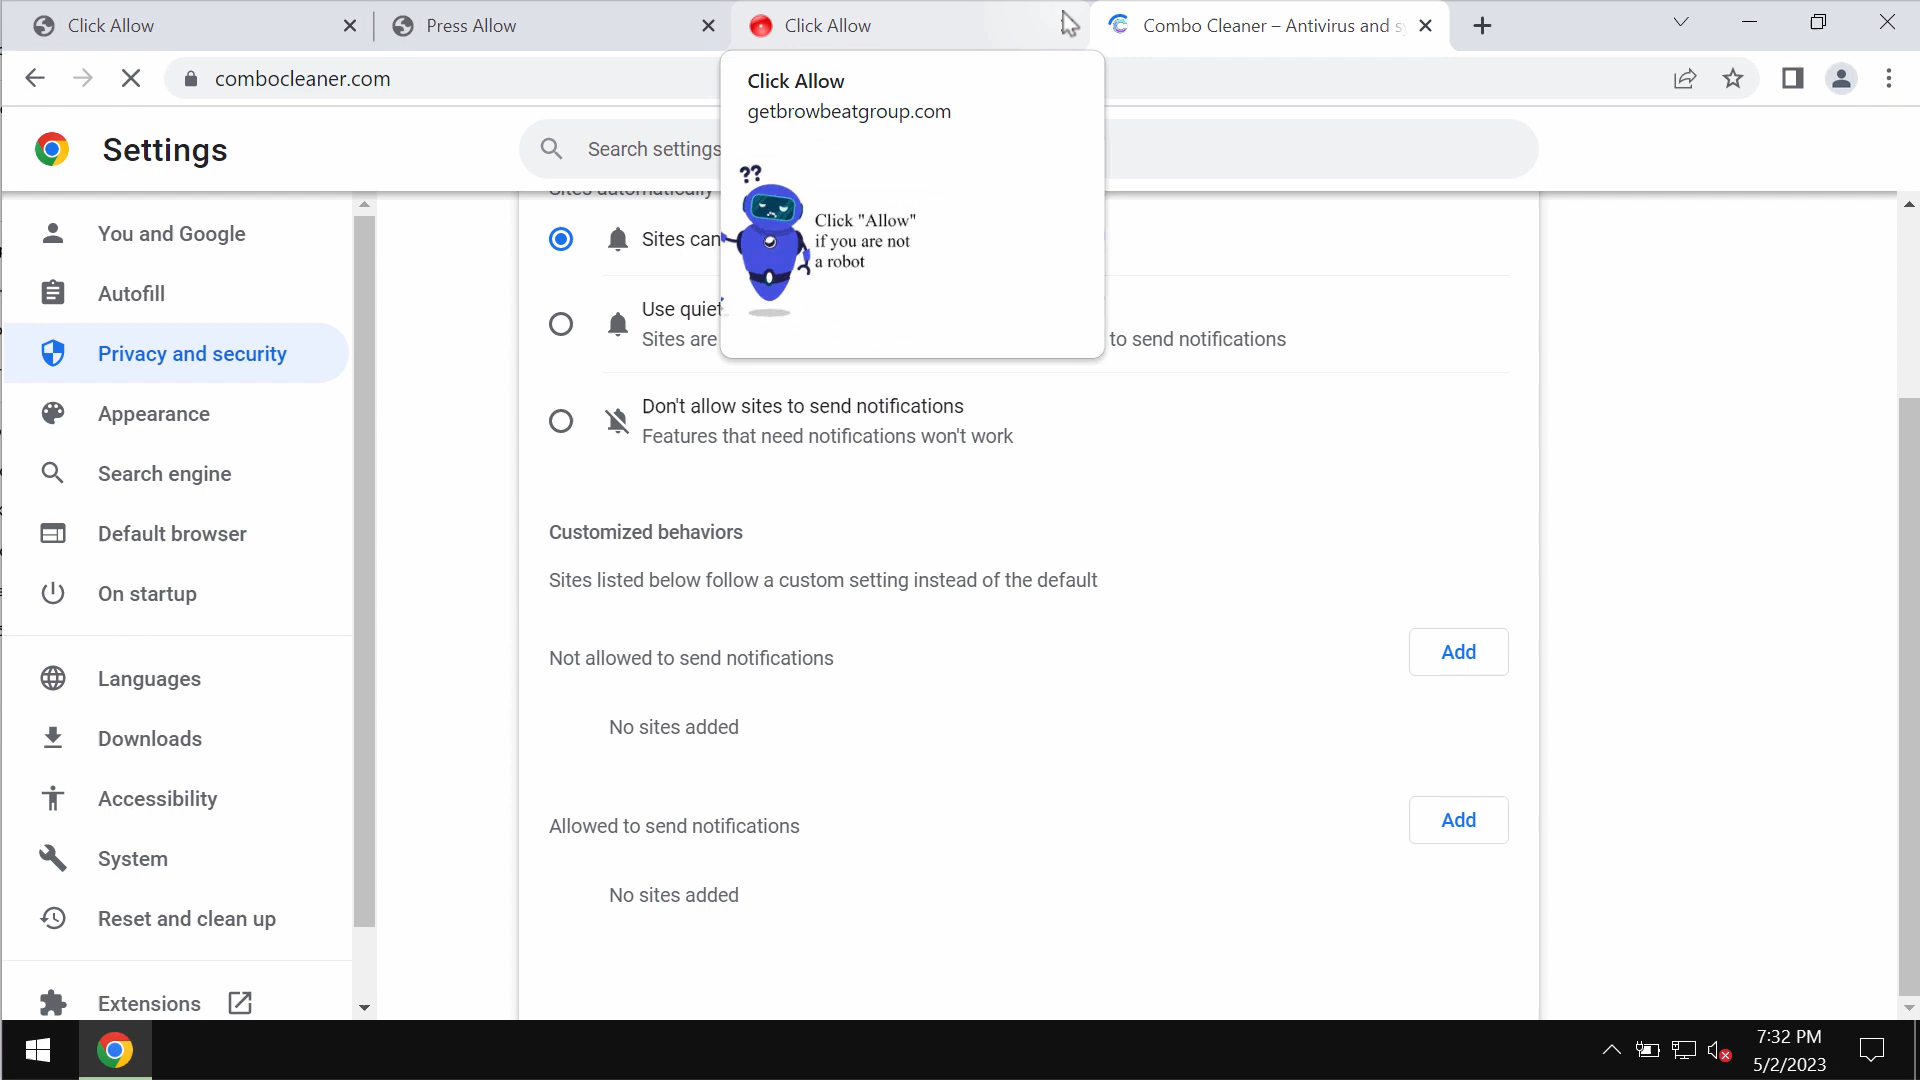 Click Allow
Press Allow
Click Allow
Combo Cleaner – Antivirus and sy
combocleaner.com
Click Allow
getbrowbeatgroup.com
??
Click "Allow"
if you are not
a robot
Settings
Search settings
You and Google
Autofill
Privacy and security
Appearance
Search engine
Default browser
On startup
Languages
Downloads
Accessibility
System
Reset and clean up
Extensions
Sites automatically
Sites can
Use quiet
Sites are to send notifications
Don't allow sites to send notifications
Features that need notifications won't work
Customized behaviors
Sites listed below follow a custom setting instead of the default
Not allowed to send notifications
Add
No sites added
Allowed to send notifications
Add
No sites added
7:32 PM
5/2/2023